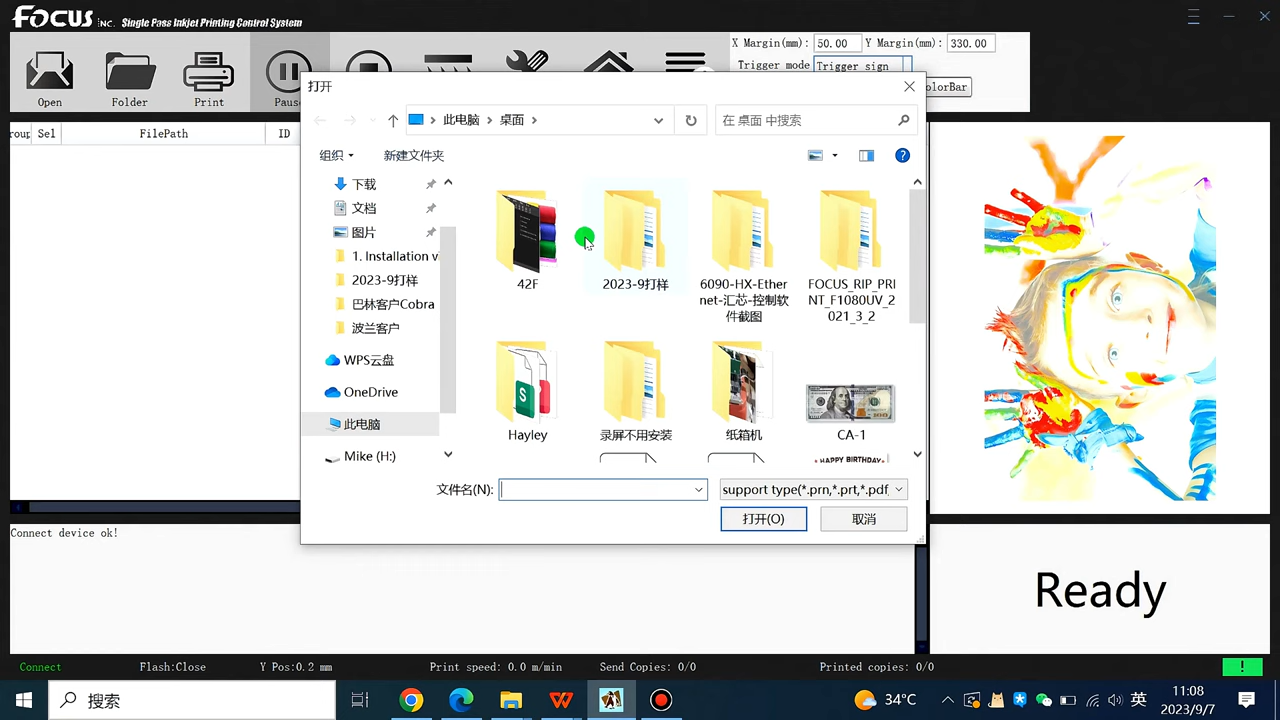 FOCUS INC. Single Pass Inkjet Printing Control System
Open
Folder
Print
Paus
X Margin(mm): 50.00 Y Margin(mm): 330.00
Trigger mode Trigger sign
olorBar
roup Sel FilePath ID
打开
此电脑 桌面
在 桌面 中搜索
组织 新建文件夹
下载
文档
图片
1. Installation v
2023-9打样
巴林客户Cobra
波兰客户
WPS云盘
OneDrive
此电脑
Mike (H:)
42F
2023-9打样
6090-HX-Ether
net-汇芯-控制软
件截图
FOCUS_RIP_PRI
NT_F1080UV_2
021_3_2
Hayley
录屏不用安装
纸箱机
CA-1
HAPPY BIRTHDAY
文件名(N):
support type(*.prn,*.prt,*.pdf,
打开(O)
取消
Connect device ok!
Ready
Connect Flash:Close Y Pos:0.2 mm Print speed: 0.0 m/min Send Copies: 0/0 Printed copies: 0/0
!
搜索
34°C
英
11:08
2023/9/7